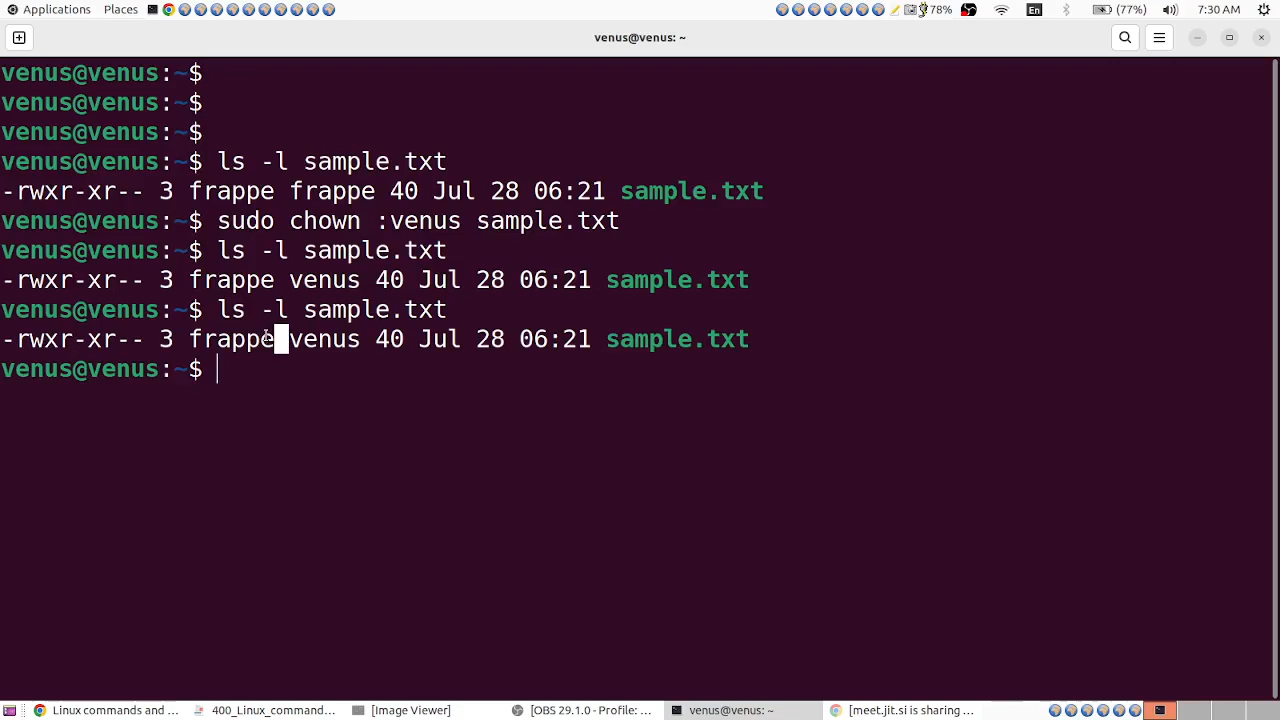 Applications Places 78% En (77%) 7:30 AM
venus@venus: ~
venus@venus:~$
venus@venus:~$
venus@venus:~$
venus@venus:~$ ls -l sample.txt
-rwxr-xr-- 3 frappe frappe 40 Jul 28 06:21 sample.txt
venus@venus:~$ sudo chown :venus sample.txt
venus@venus:~$ ls -l sample.txt
-rwxr-xr-- 3 frappe venus 40 Jul 28 06:21 sample.txt
venus@venus:~$ ls -l sample.txt
-rwxr-xr-- 3 frappe venus 40 Jul 28 06:21 sample.txt
venus@venus:~$
Linux commands and ... 400_Linux_comman... [Image Viewer] [OBS 29.1.0 - Profile: ... venus@venus: ~ [meet.jit.si is sharing ...